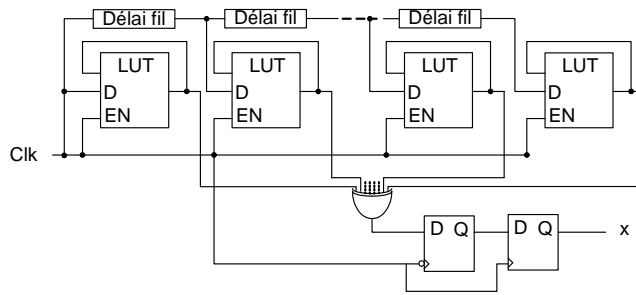 Délai fil Délai fil Délai fil
LUT LUT LUT LUT
D D D D
EN EN EN EN
Clk
D Q D Q x